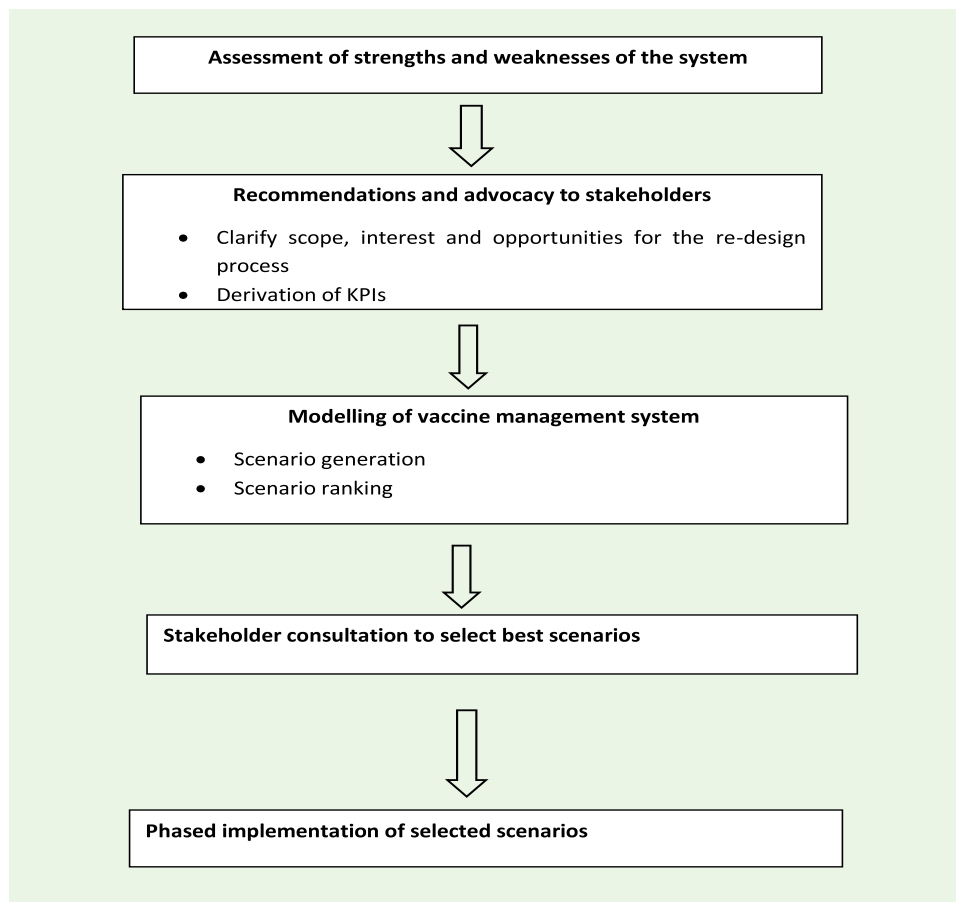 Assessment of strengths and weaknesses of the system
Recommendations and advocacy to stakeholders
• Clarify scope, interest and opportunities for the re-design
process
• Derivation of KPIs
Modelling of vaccine management system
• Scenario generation
• Scenario ranking
Stakeholder consultation to select best scenarios
Phased implementation of selected scenarios